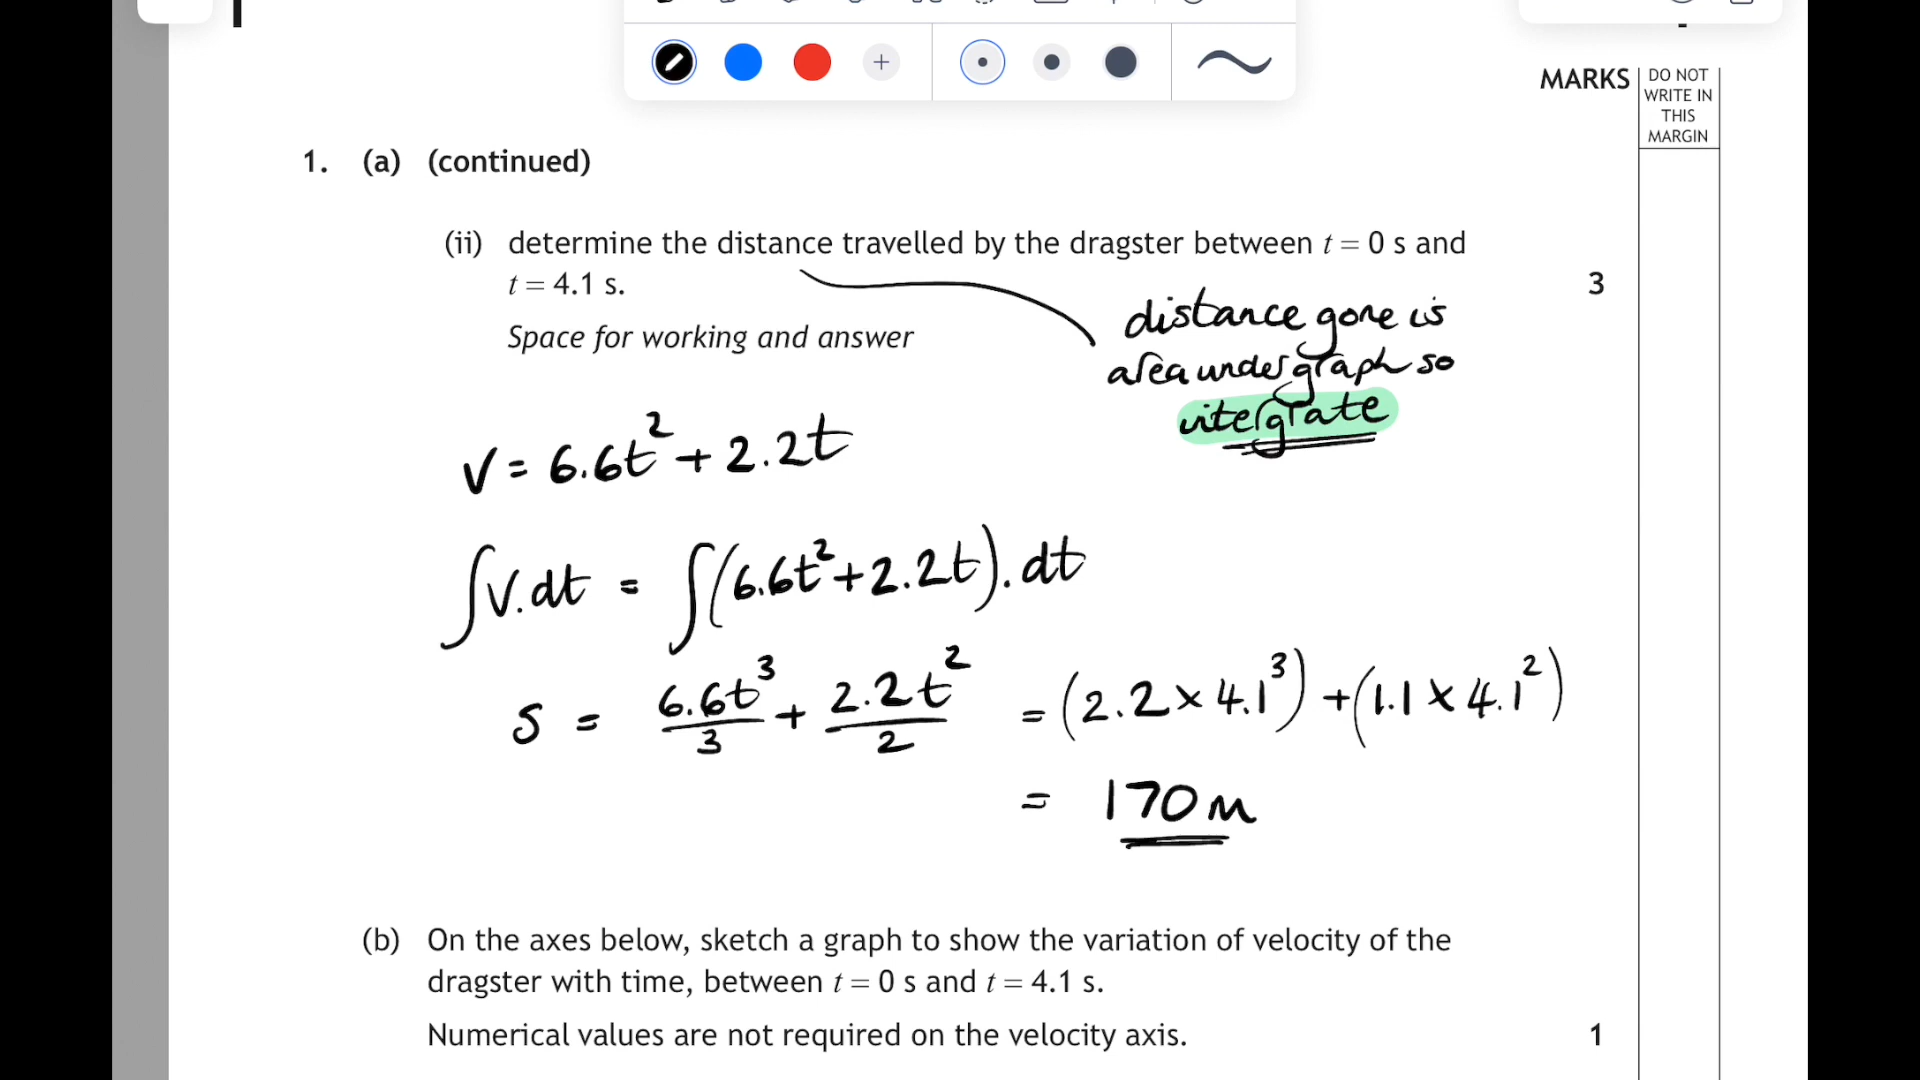 MARKS
DO NOT
WRITE IN
THIS
MARGIN
1. (a) (continued)
(ii) determine the distance travelled by the dragster between t = 0 s and
t = 4.1 s.
3
Space for working and answer
distance gone is
area under graph so
intergrate
v = 6.6t² + 2.2t
∫v.dt = ∫(6.6t² + 2.2t).dt
s = 6.6t³/3 + 2.2t²/2 = (2.2 × 4.1³) + (1.1 × 4.1²)
= 170m
(b) On the axes below, sketch a graph to show the variation of velocity of the
dragster with time, between t = 0 s and t = 4.1 s.
Numerical values are not required on the velocity axis.
1